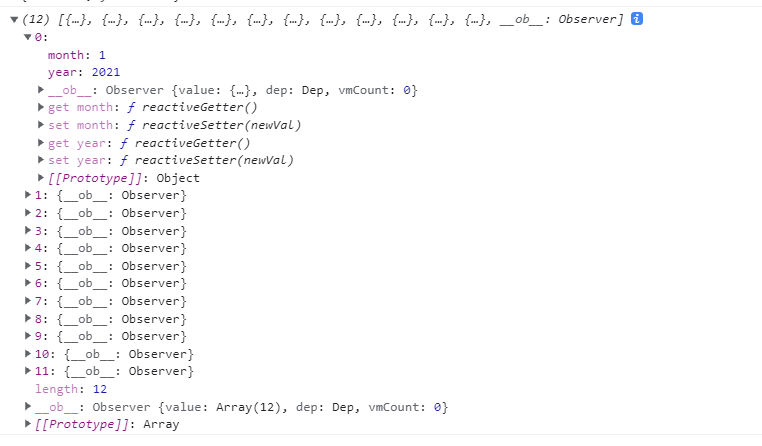 (12) [{…}, {…}, {…}, {…}, {…}, {…}, {…}, {…}, {…}, {…}, {…}, {…}, __ob__: Observer] i
0:
month: 1
year: 2021
__ob__: Observer {value: {…}, dep: Dep, vmCount: 0}
get month: ƒ reactiveGetter()
set month: ƒ reactiveSetter(newVal)
get year: ƒ reactiveGetter()
set year: ƒ reactiveSetter(newVal)
[[Prototype]]: Object
1: {__ob__: Observer}
2: {__ob__: Observer}
3: {__ob__: Observer}
4: {__ob__: Observer}
5: {__ob__: Observer}
6: {__ob__: Observer}
7: {__ob__: Observer}
8: {__ob__: Observer}
9: {__ob__: Observer}
10: {__ob__: Observer}
11: {__ob__: Observer}
length: 12
__ob__: Observer {value: Array(12), dep: Dep, vmCount: 0}
[[Prototype]]: Array